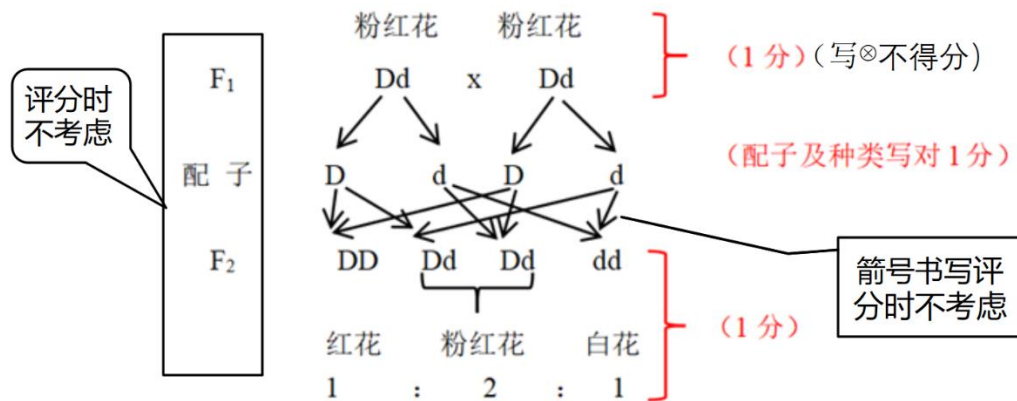 粉红花 粉红花
(1 分)(写⊗不得分)
F₁ Dd x Dd
评分时
不考虑
配 子 D d D d
(配子及种类写对 1 分)
F₂ DD Dd Dd dd
箭号书写评
分时不考虑
(1 分)
红花 粉红花 白花
1 : 2 : 1